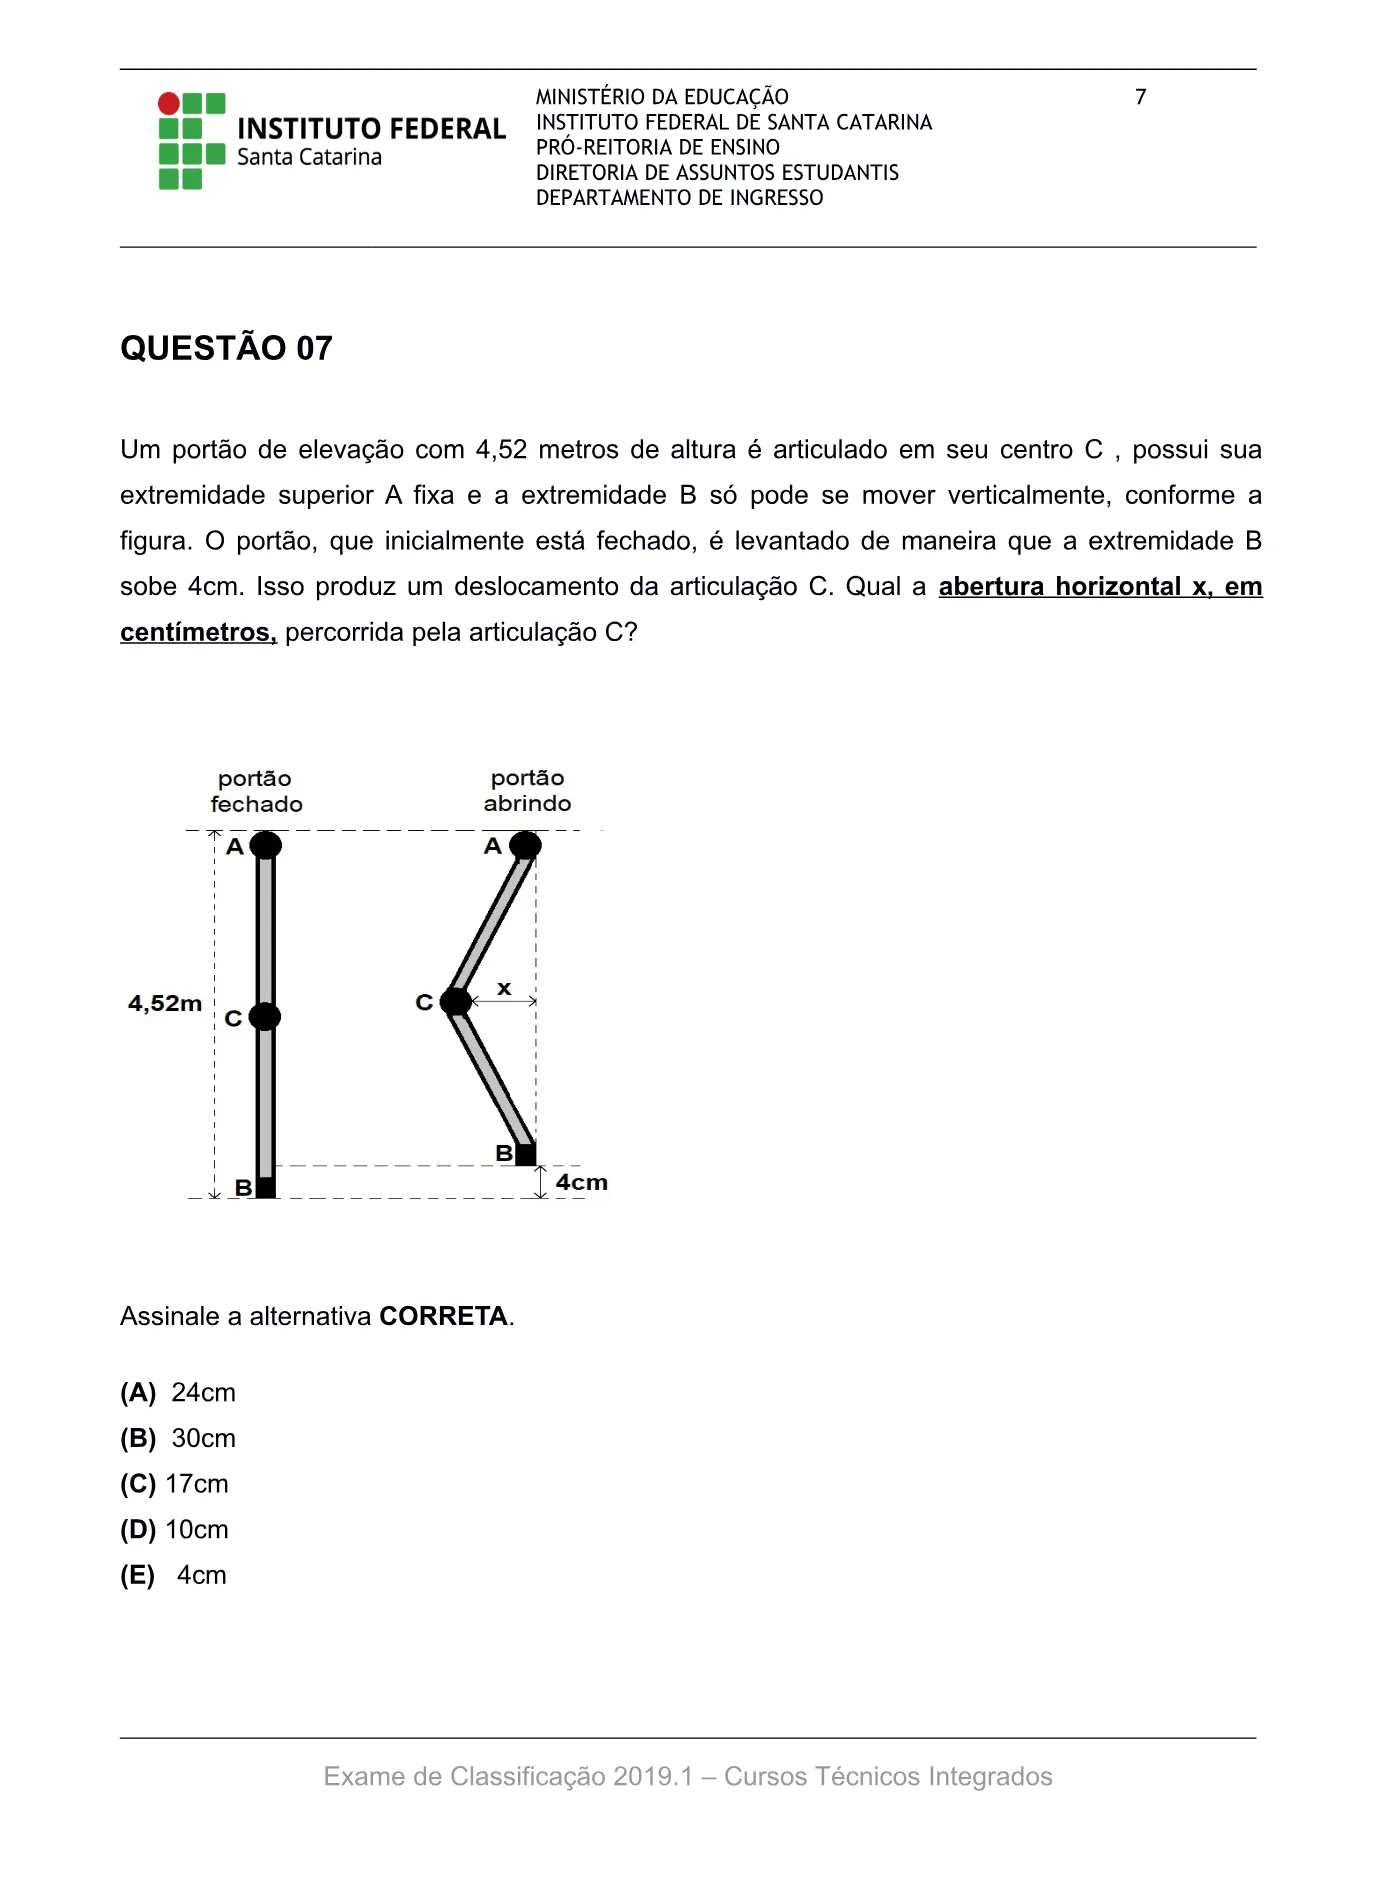 INSTITUTO FEDERAL
Santa Catarina
MINISTÉRIO DA EDUCAÇÃO
INSTITUTO FEDERAL DE SANTA CATARINA
PRÓ-REITORIA DE ENSINO
DIRETORIA DE ASSUNTOS ESTUDANTIS
DEPARTAMENTO DE INGRESSO
7
QUESTÃO 07
Um portão de elevação com 4,52 metros de altura é articulado em seu centro C , possui sua
extremidade superior A fixa e a extremidade B só pode se mover verticalmente, conforme a
figura. O portão, que inicialmente está fechado, é levantado de maneira que a extremidade B
sobe 4cm. Isso produz um deslocamento da articulação C. Qual a abertura horizontal x, em
centímetros, percorrida pela articulação C?
portão
fechado
portão
abrindo
A
A
4,52m
C
C
x
B
B
4cm
Assinale a alternativa CORRETA.
(A) 24cm
(B) 30cm
(C) 17cm
(D) 10cm
(E) 4cm
Exame de Classificação 2019.1 – Cursos Técnicos Integrados